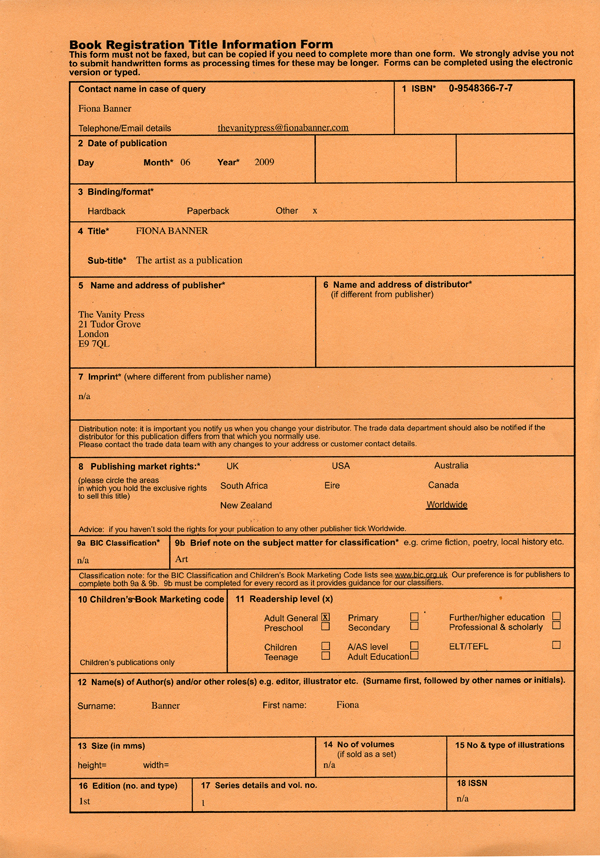 Book Registration Title Information Form
This form must not be faxed, but can be copied if you need to complete more than one form. We strongly advise you not
to submit handwritten forms as processing times for these may be longer. Forms can be completed using the electronic
version or typed.
Contact name in case of query
1 ISBN* 0-9548366-7-7
Fiona Banner
Telephone/Email details thevanitypress@fionabanner.com
2 Date of publication
Day Month* 06 Year* 2009
3 Binding/format*
Hardback Paperback Other x
4 Title* FIONA BANNER
Sub-title* The artist as a publication
5 Name and address of publisher*
The Vanity Press
21 Tudor Grove
London
E9 7QL
6 Name and address of distributor*
(if different from publisher)
7 Imprint* (where different from publisher name)
n/a
Distribution note: it is important you notify us when you change your distributor. The trade data department should also be notified if the
distributor for this publication differs from that which you normally use.
Please contact the trade data team with any changes to your address or customer contact details.
8 Publishing market rights:* UK USA Australia
(please circle the areas
in which you hold the exclusive rights
to sell this title)
South Africa Eire Canada
New Zealand Worldwide
Advice: if you haven't sold the rights for your publication to any other publisher tick Worldwide.
9a BIC Classification*
n/a
9b Brief note on the subject matter for classification* e.g. crime fiction, poetry, local history etc.
Art
Classification note: for the BIC Classification and Children's Book Marketing Code lists see www.bic.org.uk Our preference is for publishers to
complete both 9a & 9b. 9b must be completed for every record as it provides guidance for our classifiers.
10 Children's Book Marketing code
Children's publications only
11 Readership level (x)
Adult General x Primary Further/higher education
Preschool Secondary Professional & scholarly
Children A/AS level ELT/TEFL
Teenage Adult Education
12 Name(s) of Author(s) and/or other roles(s) e.g. editor, illustrator etc. (Surname first, followed by other names or initials).
Surname: Banner First name: Fiona
13 Size (in mms)
height= width=
14 No of volumes
(if sold as a set)
n/a
15 No & type of illustrations
16 Edition (no. and type)
1st
17 Series details and vol. no.
1
18 ISSN
n/a